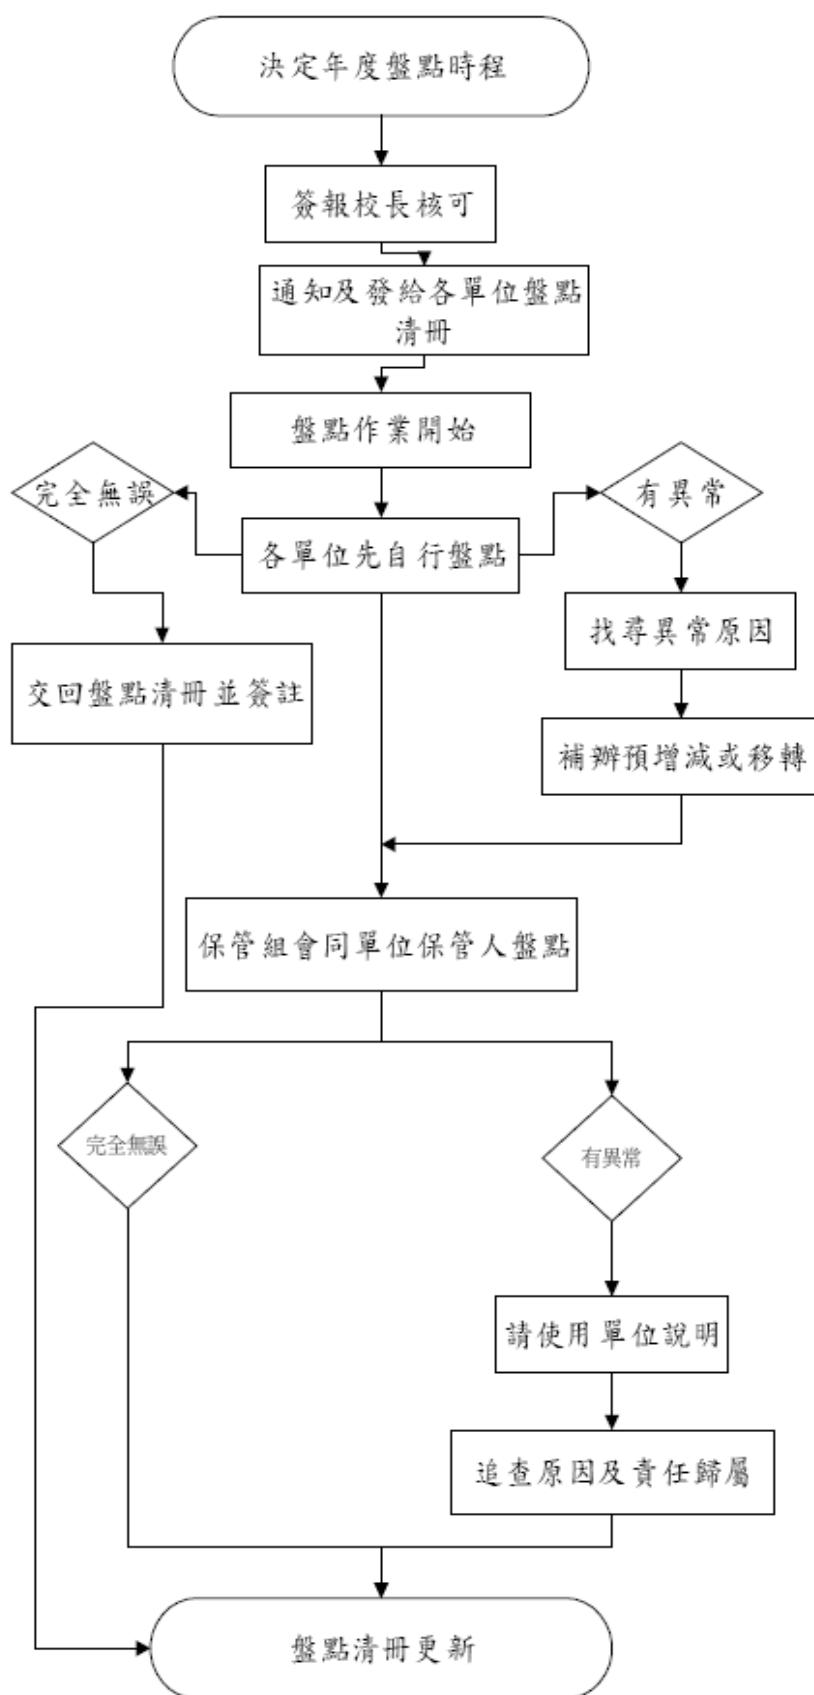 決定年度盤點時程
簽報校長核可
通知及發給各單位盤點
清冊
盤點作業開始
完全無誤
有異常
各單位先自行盤點
找尋異常原因
交回盤點清冊並簽註
補辦預增減或移轉
保管組會同單位保管人盤點
完全無誤
有異常
請使用單位說明
追查原因及責任歸屬
盤點清冊更新